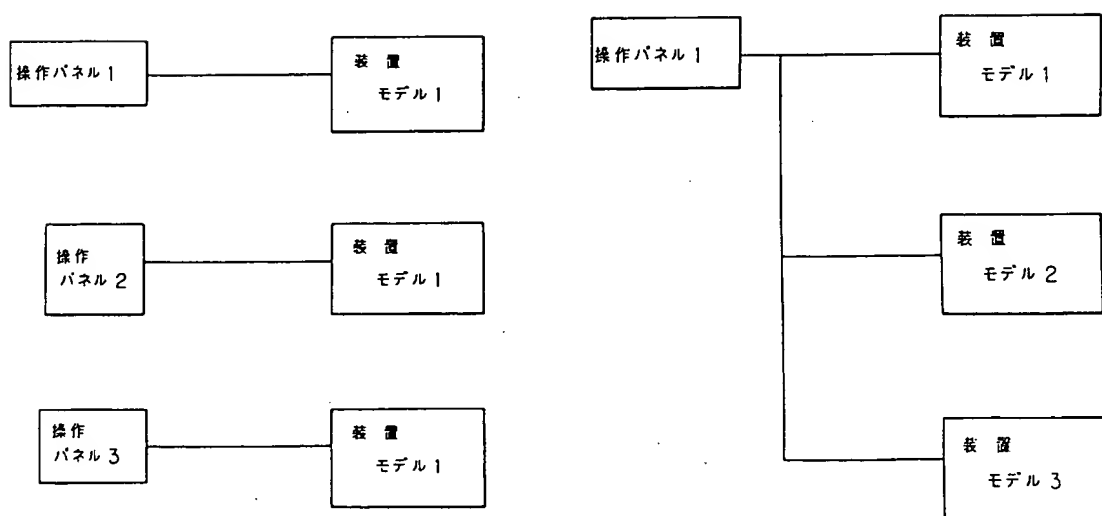 操作パネル1
装置
モデル1
操作
パネル2
装置
モデル1
操作
パネル3
装置
モデル1
操作パネル1
装置
モデル1
装置
モデル2
装置
モデル3